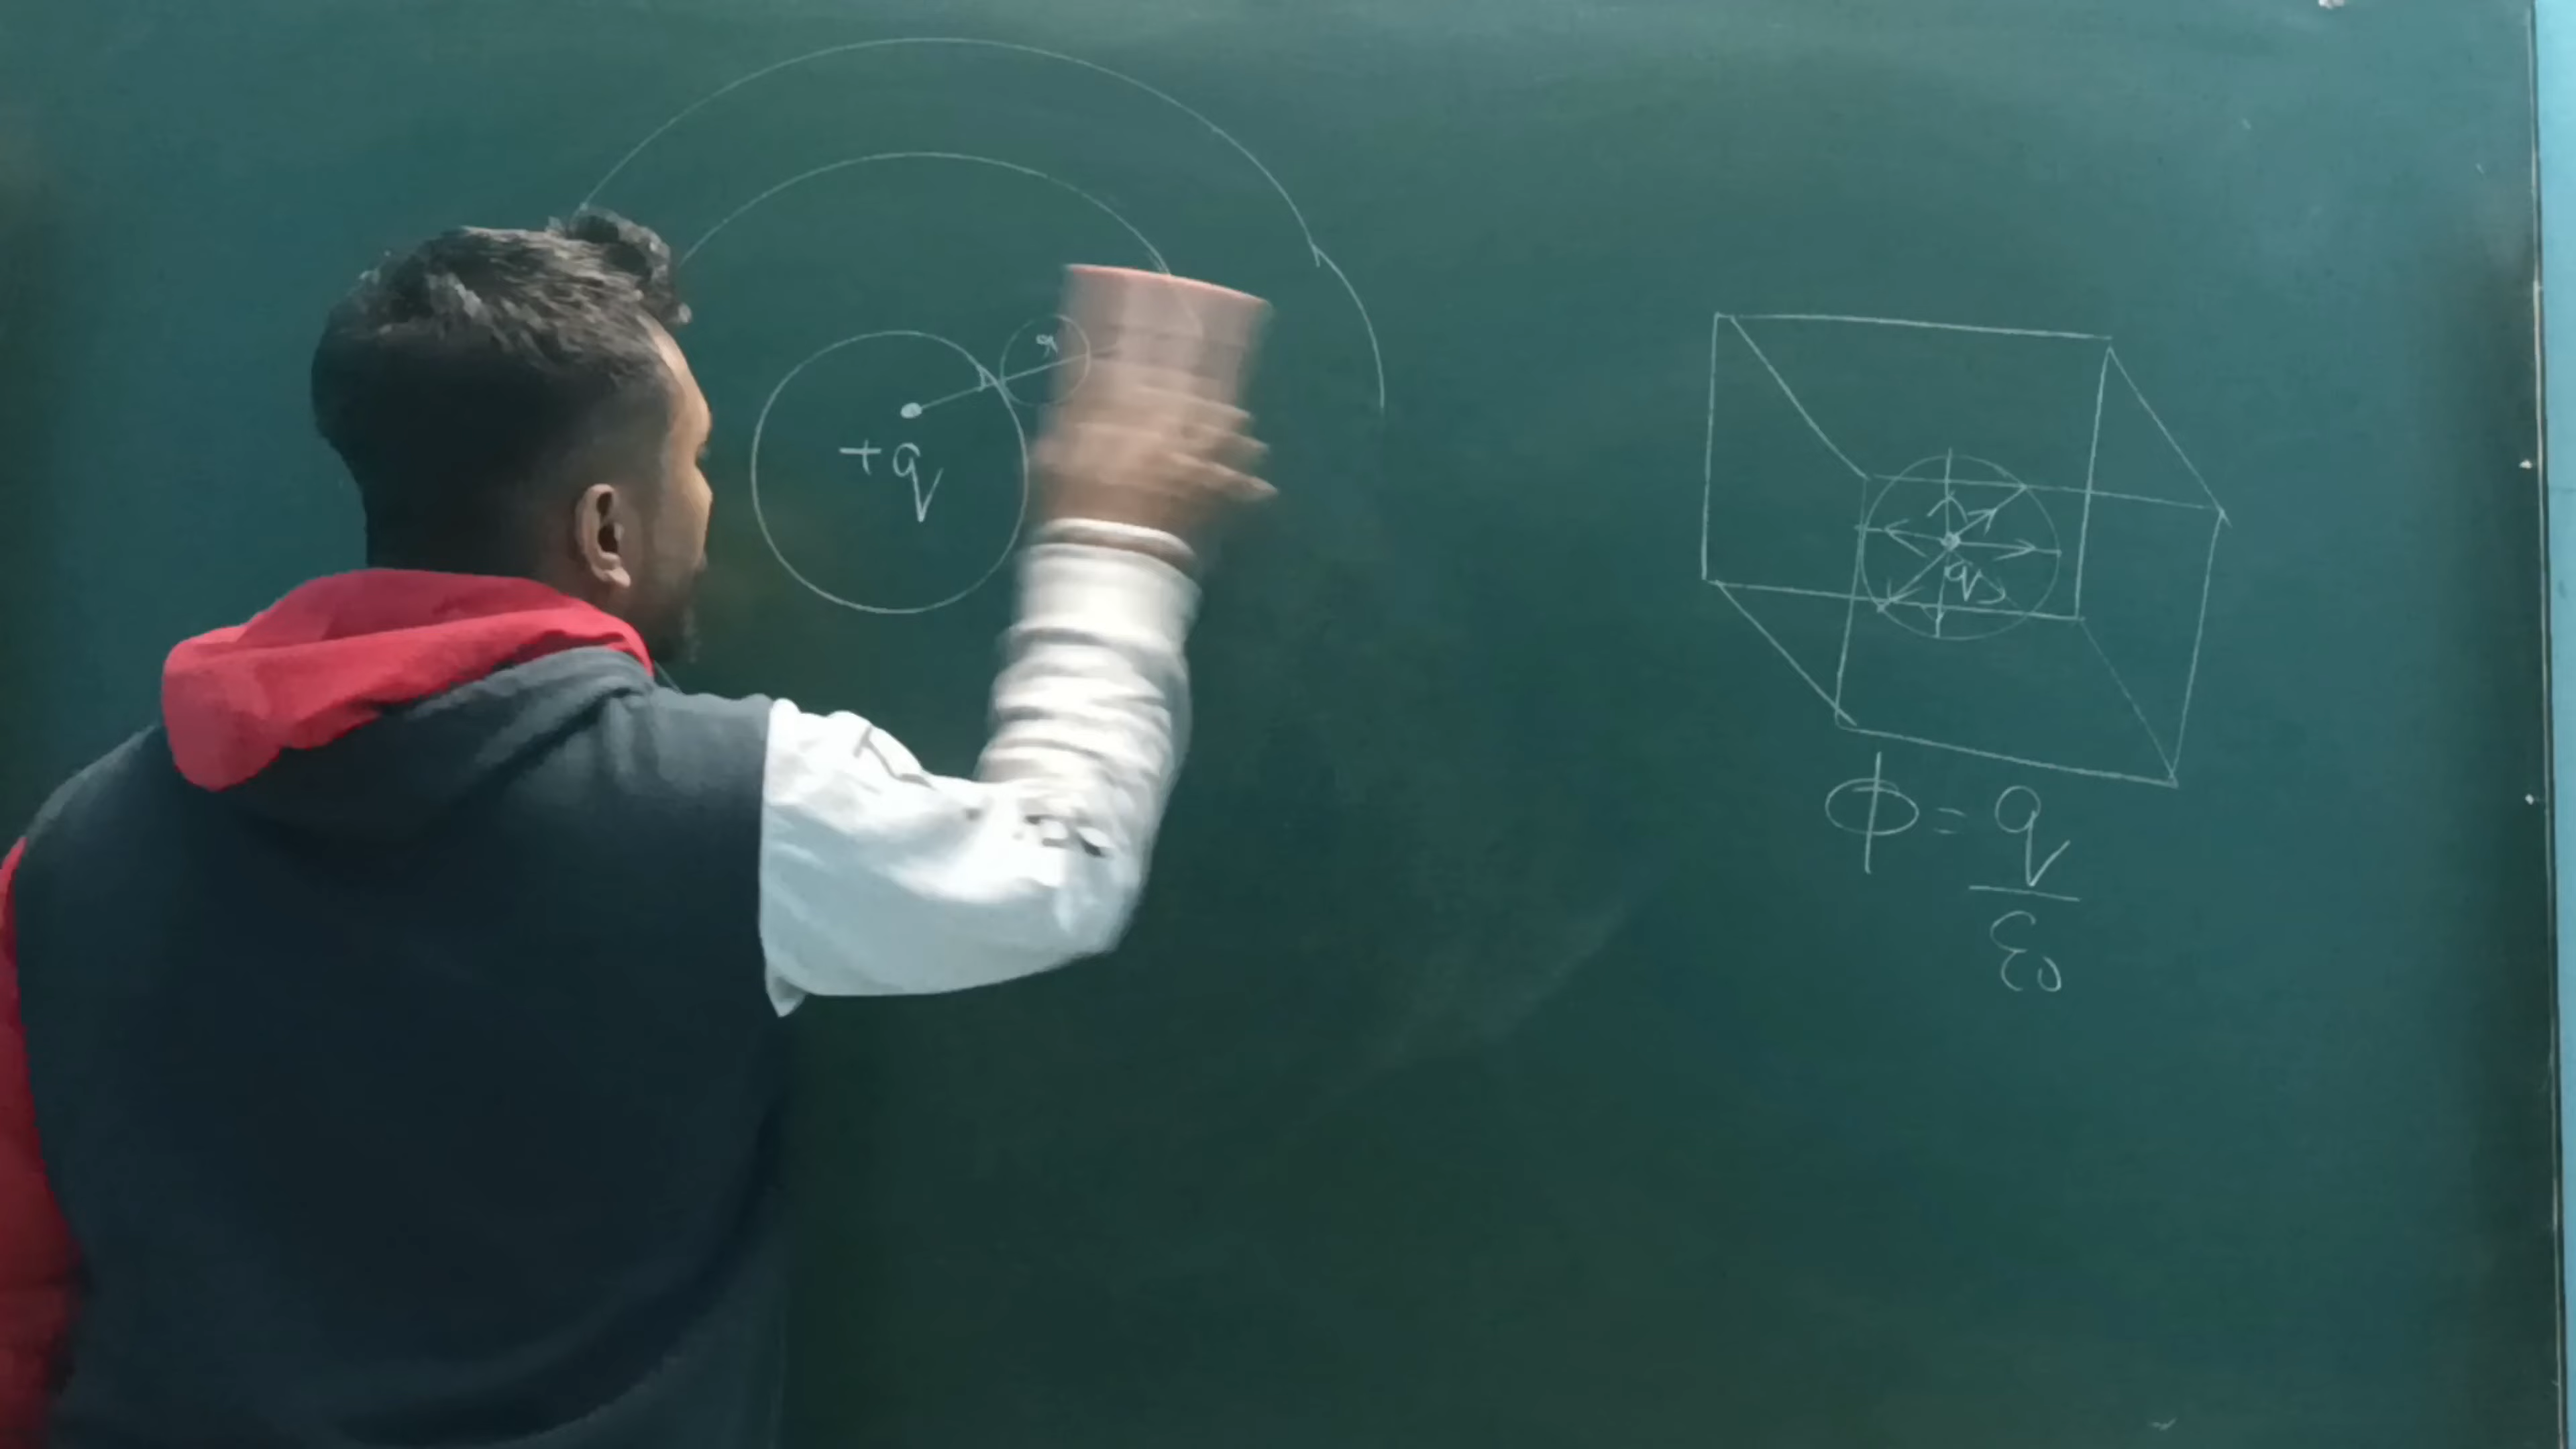 +q
q
q
ϕ = q
ε0